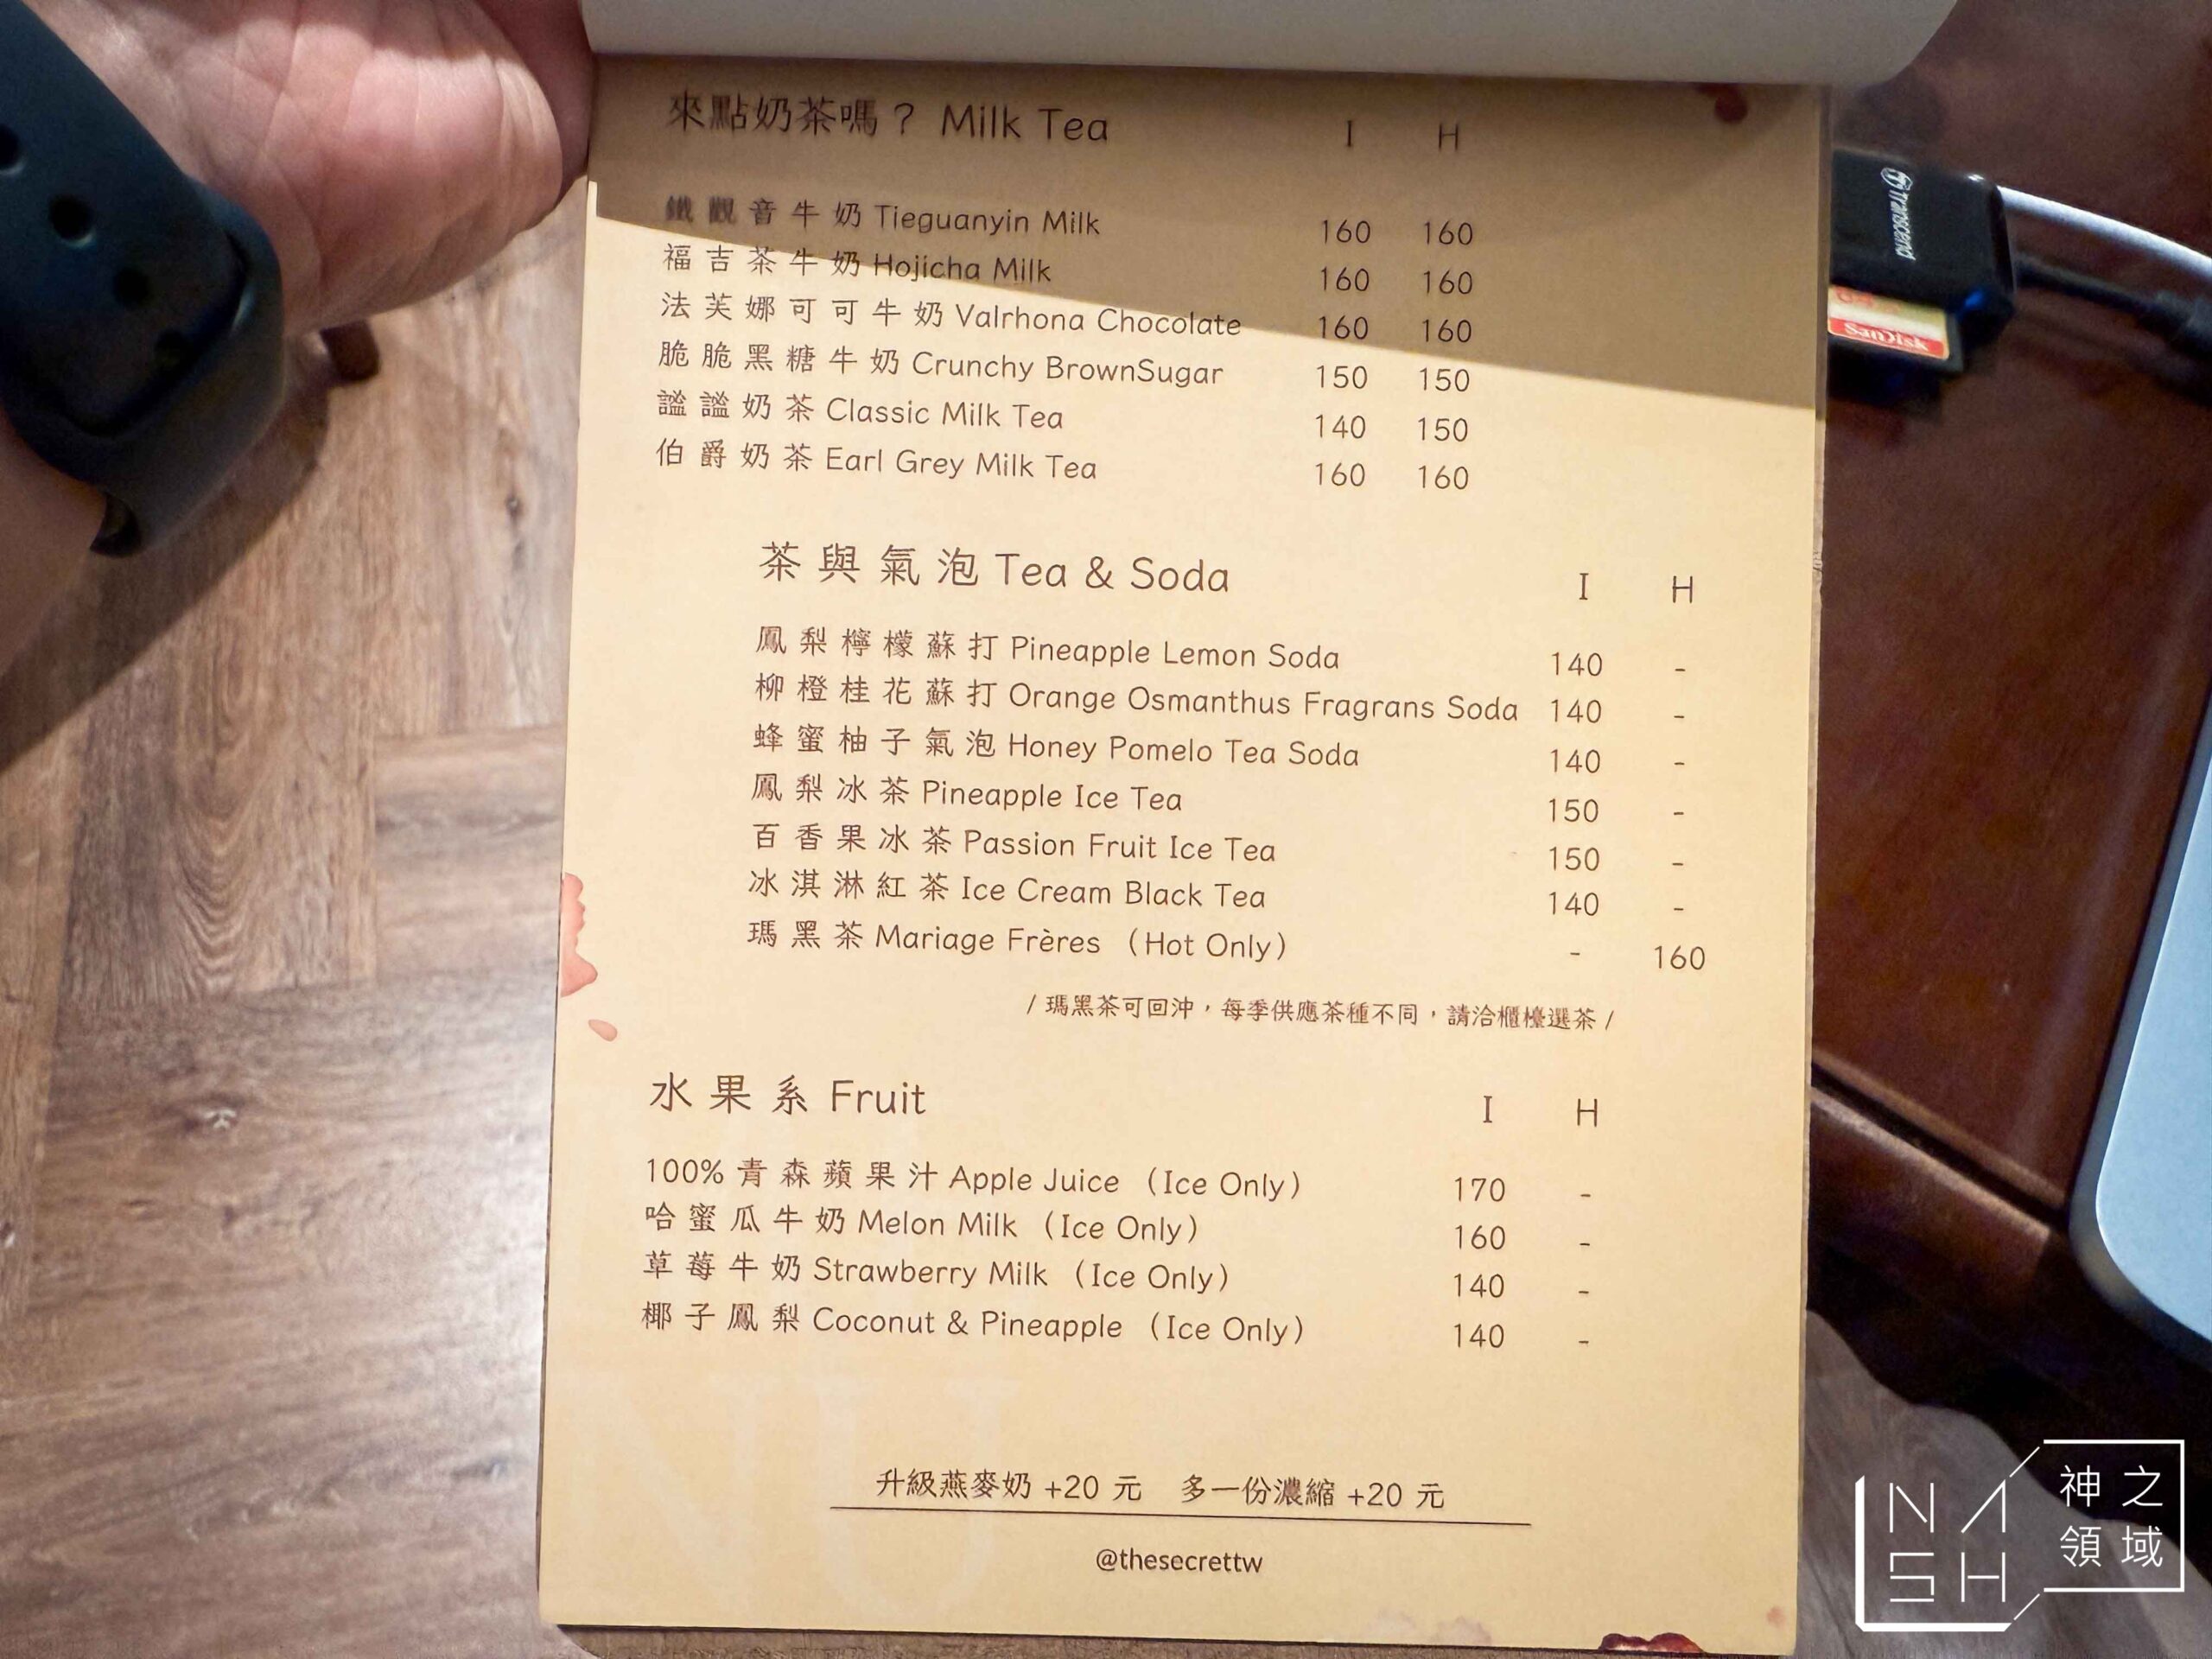 來點奶茶嗎？ Milk Tea I H
鐵觀音牛奶 Tieguanyin Milk 160 160
福吉茶牛奶 Hojicha Milk 160 160
法芙娜可可牛奶 Valrhona Chocolate 160 160
脆脆黑糖牛奶 Crunchy BrownSugar 150 150
謐謐奶茶 Classic Milk Tea 140 150
伯爵奶茶 Earl Grey Milk Tea 160 160
茶與氣泡 Tea & Soda I H
鳳梨檸檬蘇打 Pineapple Lemon Soda 140 -
柳橙桂花蘇打 Orange Osmanthus Fragrans Soda 140 -
蜂蜜柚子氣泡 Honey Pomelo Tea Soda 140 -
鳳梨冰茶 Pineapple Ice Tea 150 -
百香果冰茶 Passion Fruit Ice Tea 150 -
冰淇淋紅茶 Ice Cream Black Tea 140 -
瑪黑茶 Mariage Frères （Hot Only） - 160
/ 瑪黑茶可回沖，每季供應茶種不同，請洽櫃檯選茶 /
水果系 Fruit I H
100% 青森蘋果汁 Apple Juice （Ice Only） 170 -
哈蜜瓜牛奶 Melon Milk （Ice Only） 160 -
草莓牛奶 Strawberry Milk （Ice Only） 140 -
椰子鳳梨 Coconut & Pineapple （Ice Only） 140 -
升級燕麥奶 +20 元 多一份濃縮 +20 元
@thesecrettw
Transcend
SanDisk
NASH
神之領域